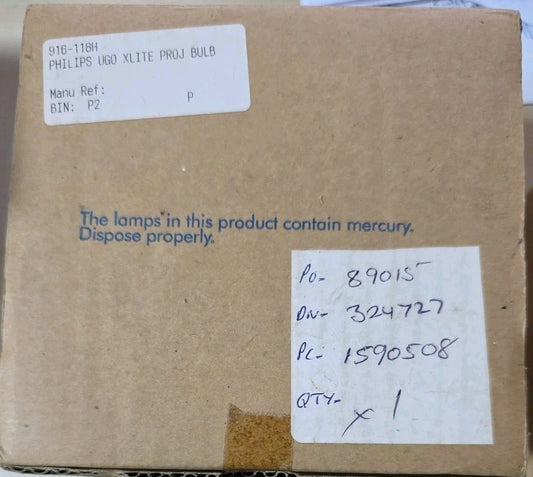 916-118H
PHILIPS UGO XLITE PROJ BULB
Manu Ref:
BIN: P2 P
The lamps in this product contain mercury.
Dispose properly.
PO- 89015
DN- 324727
PC- 1590508
QTY- x 1